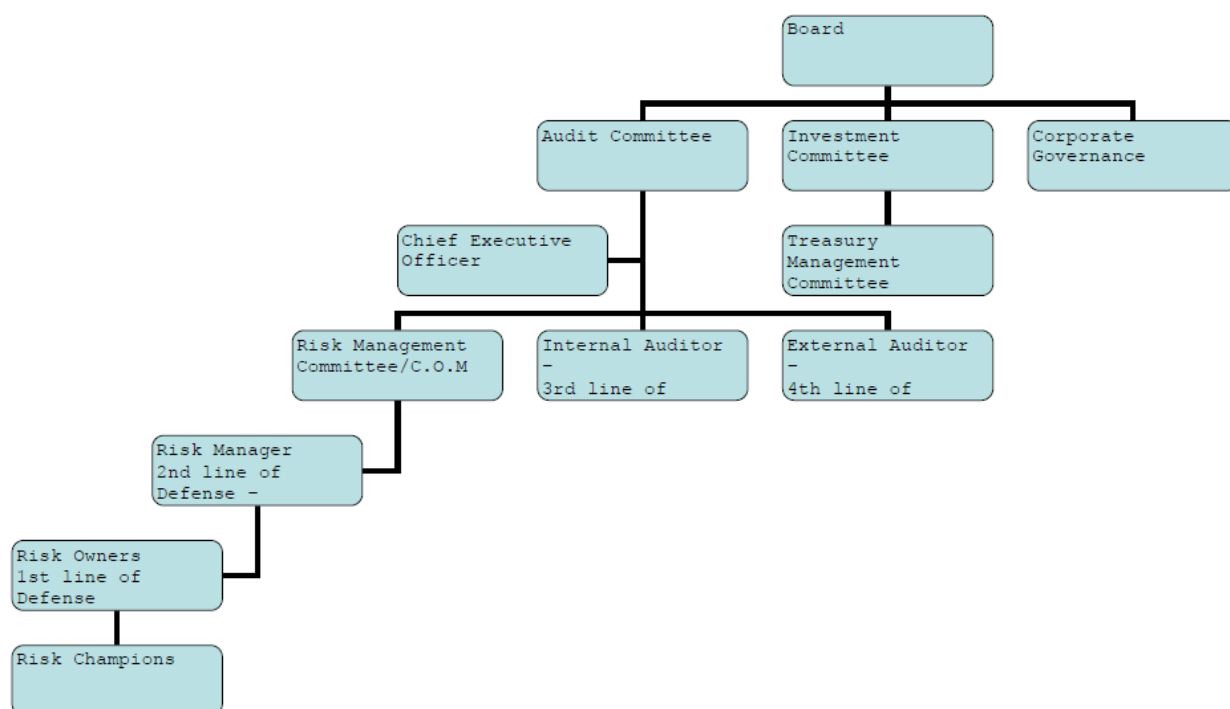 Board
Audit Committee
Investment
Committee
Corporate
Governance
Chief Executive
Officer
Treasury
Management
Committee
Risk Management
Committee/C.O.M
Internal Auditor
–
3rd line of
External Auditor
–
4th line of
Risk Manager
2nd line of
Defense –
Risk Owners
1st line of
Defense
Risk Champions